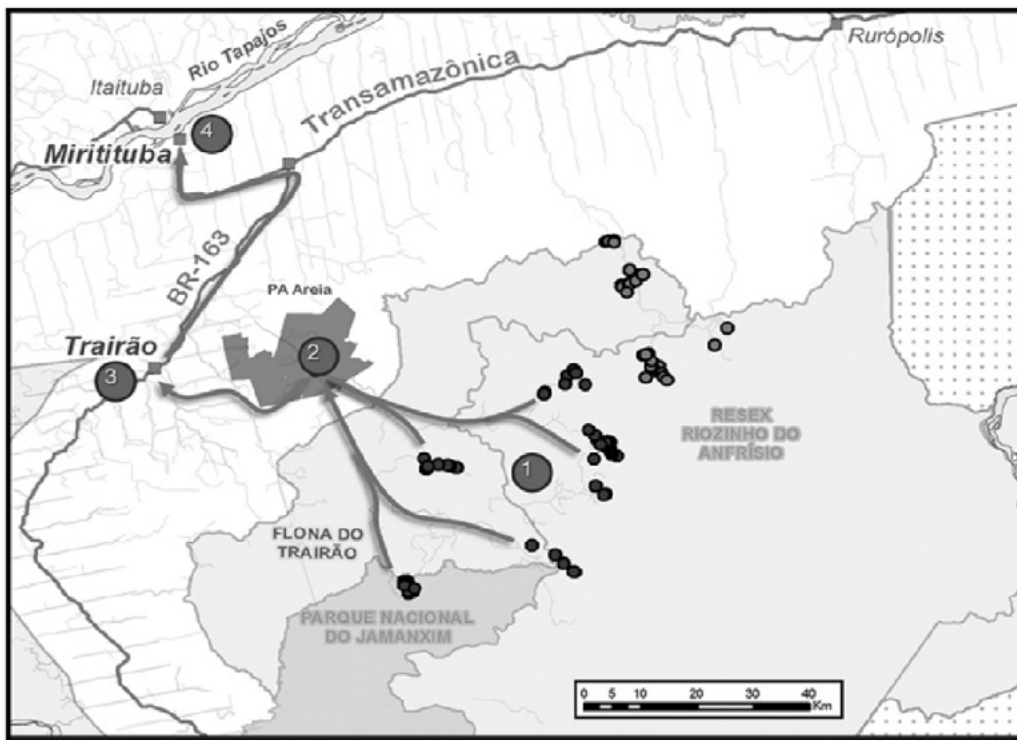 Rio Tapajos
Rurópolis
Itaituba
Transamazônica
4
Miritituba
BR-163
PA Areia
Trairão
2
3
RESEX
RIOZINHO DO
ANFRÍSIO
1
FLONA DO
TRAIRÃO
PARQUE NACIONAL
DO JAMANXIM
0 5 10 20 30 40
Km